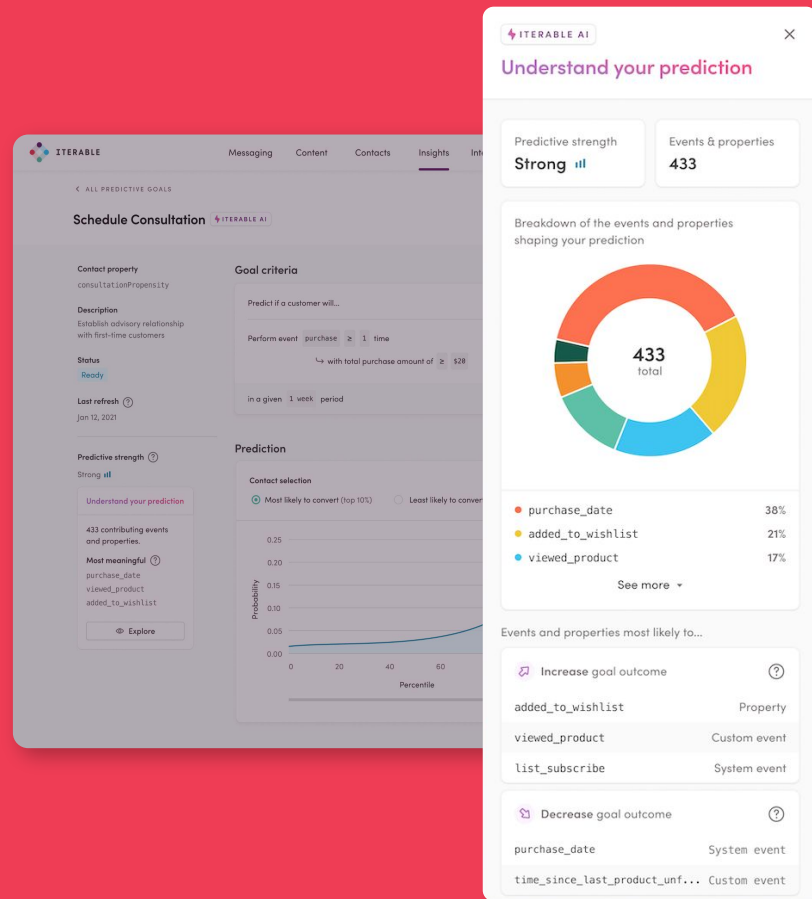 ITERABLE
Messaging Content Contacts Insights
ALL PREDICTIVE GOALS
Schedule Consultation ITERABLE AI
Contact property
consultationPropensity
Description
Establish advisory relationship
with first-time customers
Status
Ready
Last refresh ?
Jan 12, 2021
Predictive strength ?
Strong
Understand your prediction
433 contributing events
and properties.
Most meaningful ?
purchase_date
viewed_product
added_to_wishlist
Explore
Goal criteria
Predict if a customer will...
Perform event purchase ≥ 1 time
with total purchase amount of ≥ $20
in a given 1 week period
Prediction
Contact selection
Most likely to convert (top 10%) Least likely to conver
Probability
0.25
0.20
0.15
0.10
0.05
0.00
0 20 40 60
Percentile
ITERABLE AI
Understand your prediction
Predictive strength
Strong
Events & properties
433
Breakdown of the events and properties
shaping your prediction
433
total
purchase_date 38%
added_to_wishlist 21%
viewed_product 17%
See more
Events and properties most likely to...
Increase goal outcome ?
added_to_wishlist Property
viewed_product Custom event
list_subscribe System event
Decrease goal outcome ?
purchase_date System event
time_since_last_product_unf... Custom event